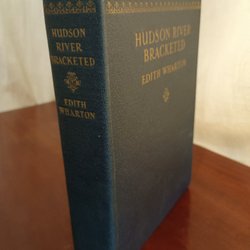 HUDSON
RIVER
BRACKETED
EDITH
WHARTON
HUDSON RIVER
BRACKETED
EDITH WHARTON